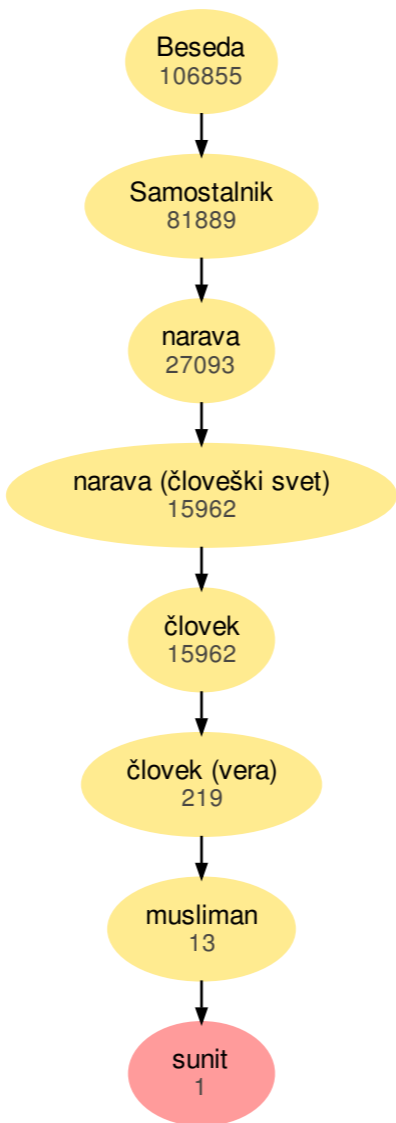 Beseda
106855
Samostalnik
81889
narava
27093
narava (človeški svet)
15962
človek
15962
človek (vera)
219
musliman
13
sunit
1